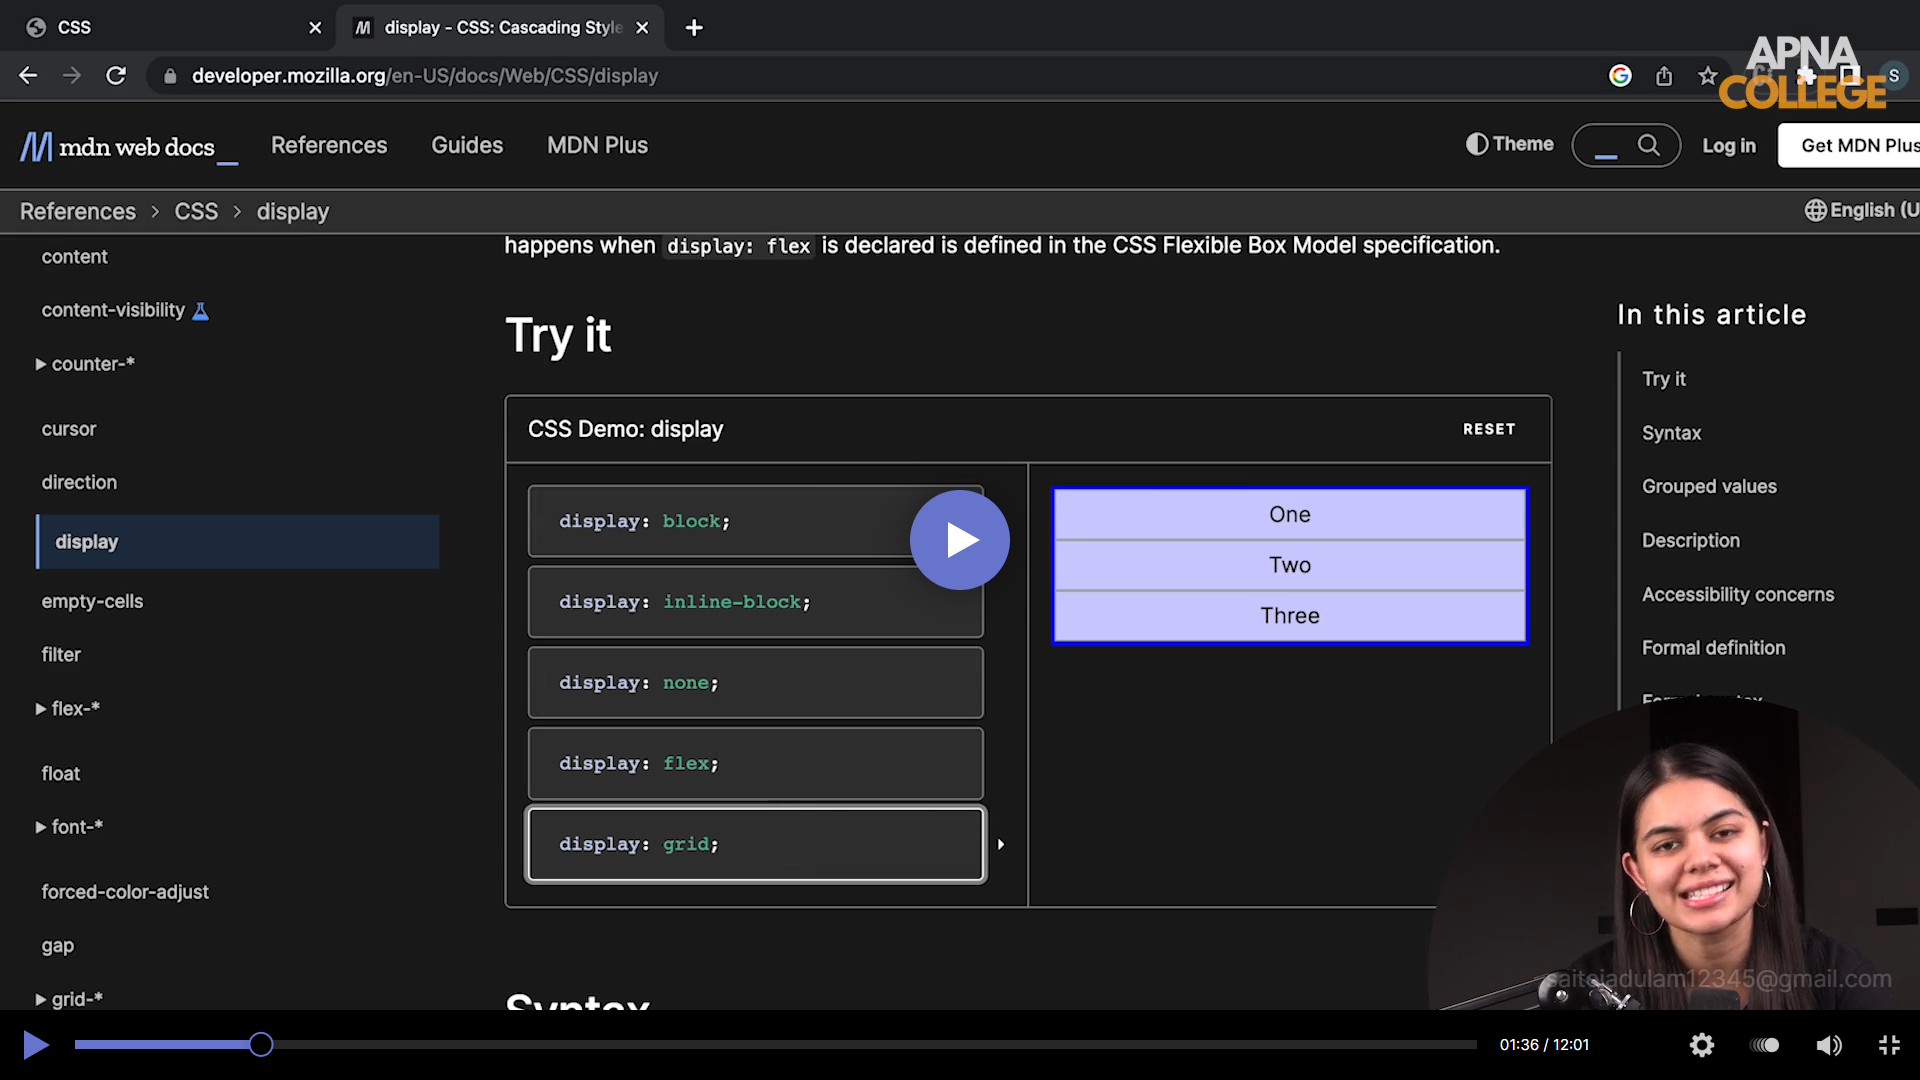 CSS
display - CSS: Cascading Style
APNA
COLLEGE
developer.mozilla.org/en-US/docs/Web/CSS/display
S
mdn web docs_
References
Guides
MDN Plus
Theme
Log in
Get MDN Plus
References > CSS > display
English (U
content
content-visibility
counter-*
cursor
direction
display
empty-cells
filter
flex-*
float
font-*
forced-color-adjust
gap
grid-*
happens when display: flex is declared is defined in the CSS Flexible Box Model specification.
Try it
CSS Demo: display
RESET
display: block;
display: inline-block;
display: none;
display: flex;
display: grid;
One
Two
Three
Syntax
In this article
Try it
Syntax
Grouped values
Description
Accessibility concerns
Formal definition
saitejadulam12345@gmail.com
01:36 / 12:01